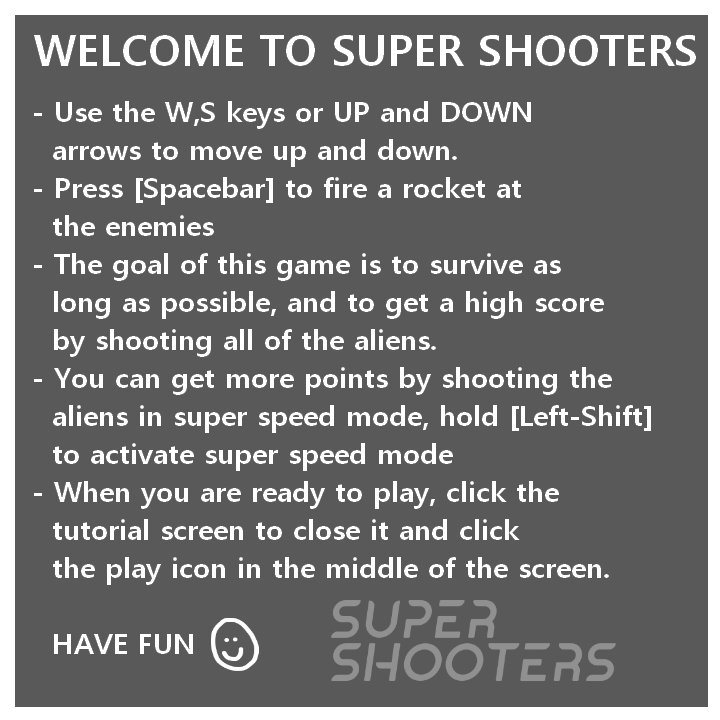 WELCOME TO SUPER SHOOTERS
- Use the W,S keys or UP and DOWN
arrows to move up and down.
- Press [Spacebar] to fire a rocket at
the enemies
- The goal of this game is to survive as
long as possible, and to get a high score
by shooting all of the aliens.
- You can get more points by shooting the
aliens in super speed mode, hold [Left-Shift]
to activate super speed mode
- When you are ready to play, click the
tutorial screen to close it and click
the play icon in the middle of the screen.
HAVE FUN
SUPER
SHOOTERS